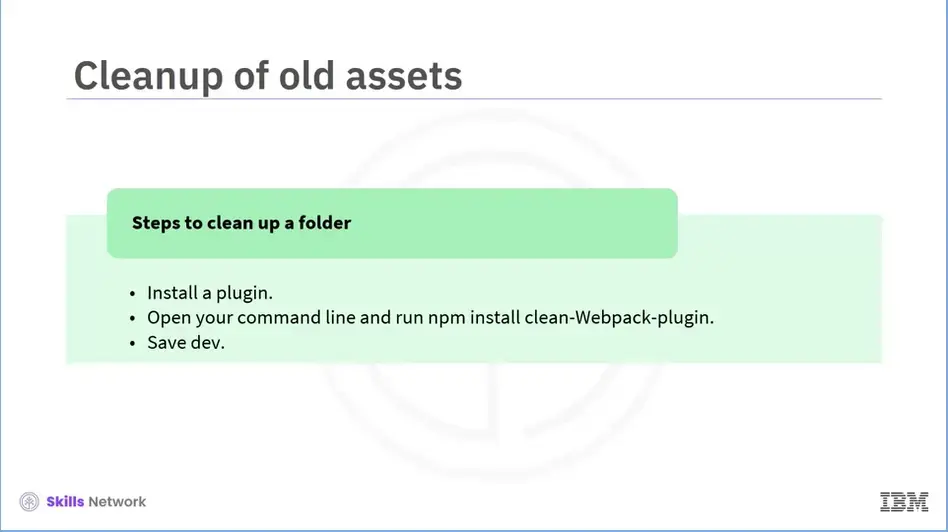 Cleanup of old assets
Steps to clean up a folder
• Install a plugin.
• Open your command line and run npm install clean-Webpack-plugin.
• Save dev.
Skills Network
IBM